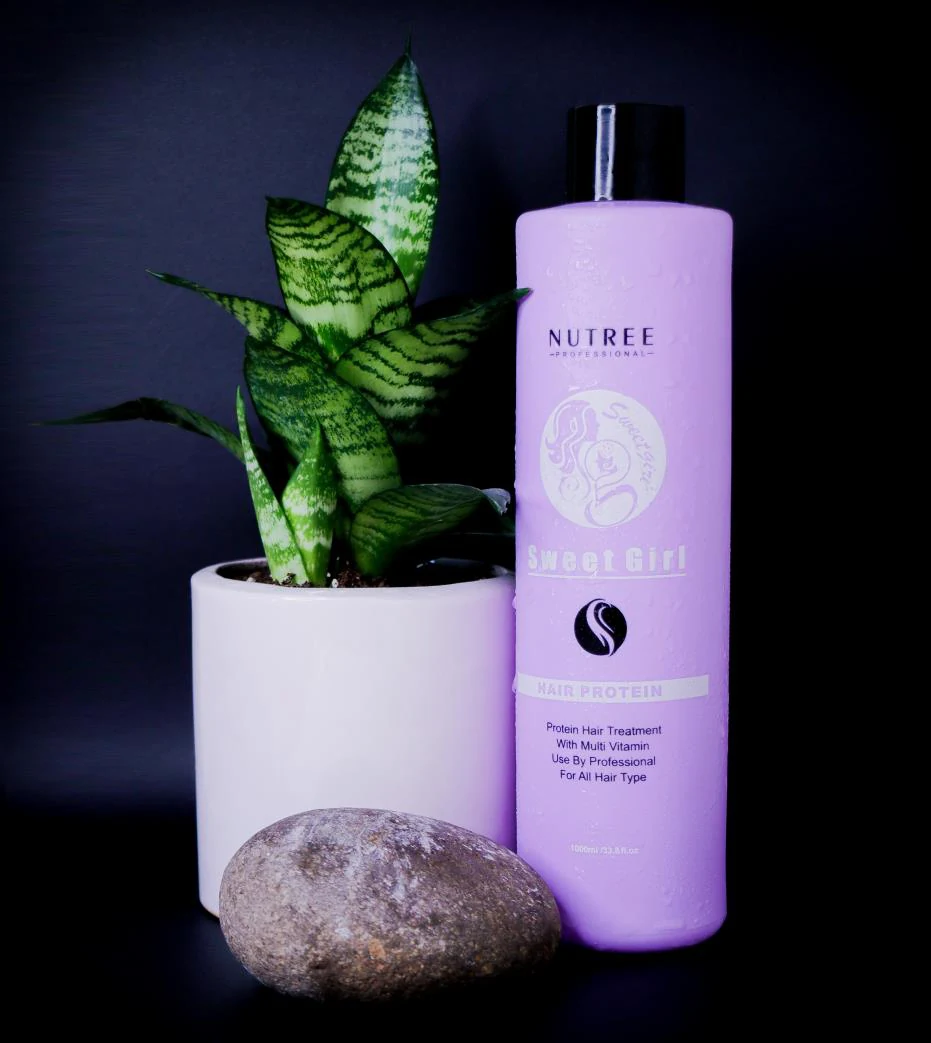 NUTREE
PROFESSIONAL
Sweet girl
Sweet Girl
HAIR PROTEIN
Protein Hair Treatment
With Multi Vitamin
Use By Professional
For All Hair Type
1000ml /33.8 fl.oz